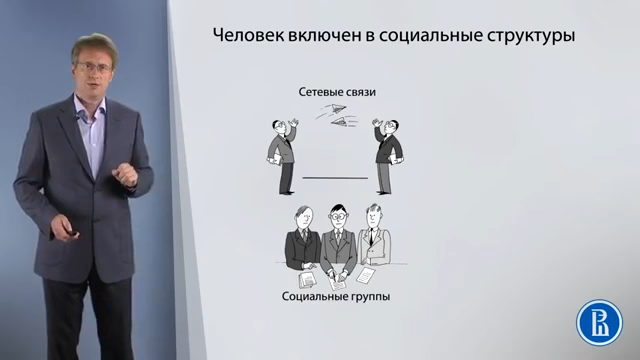 Человек включен в социальные структуры
Сетевые связи
Социальные группы